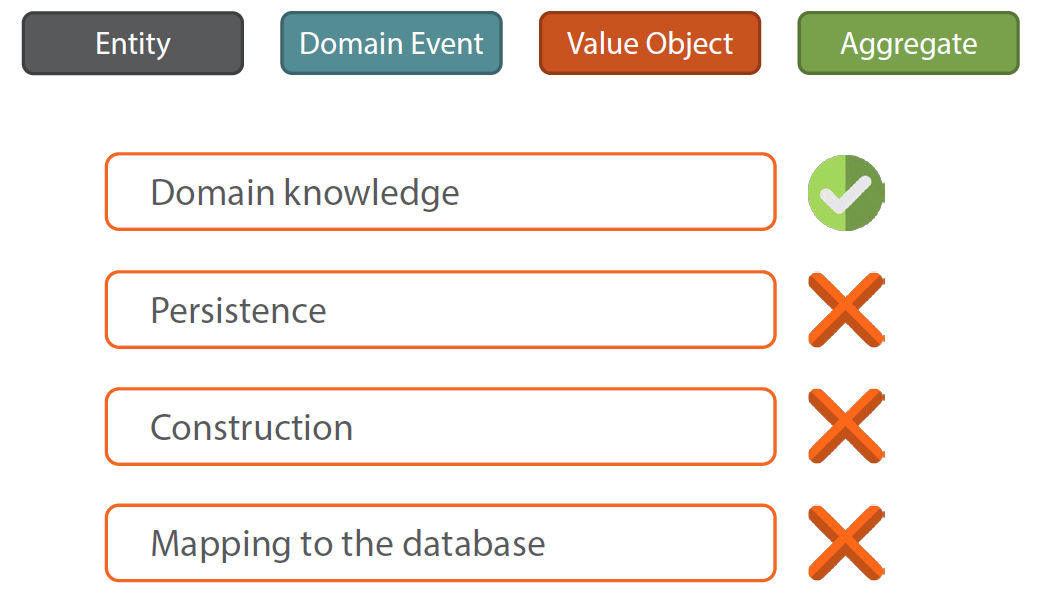 Entity
Domain Event
Value Object
Aggregate
Domain knowledge
Persistence
Construction
Mapping to the database